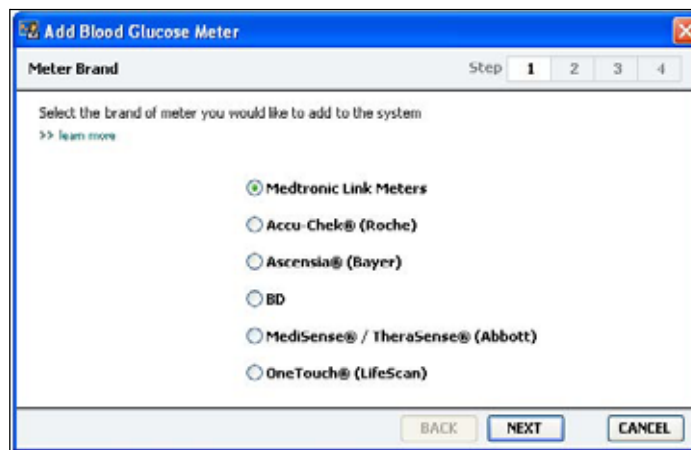 Add Blood Glucose Meter
Meter Brand Step 1 2 3 4
Select the brand of meter you would like to add to the system
>> learn more
Medtronic Link Meters
Accu-Chek® (Roche)
Ascensia® (Bayer)
BD
MediSense® / TheraSense® (Abbott)
OneTouch® (LifeScan)
BACK NEXT CANCEL